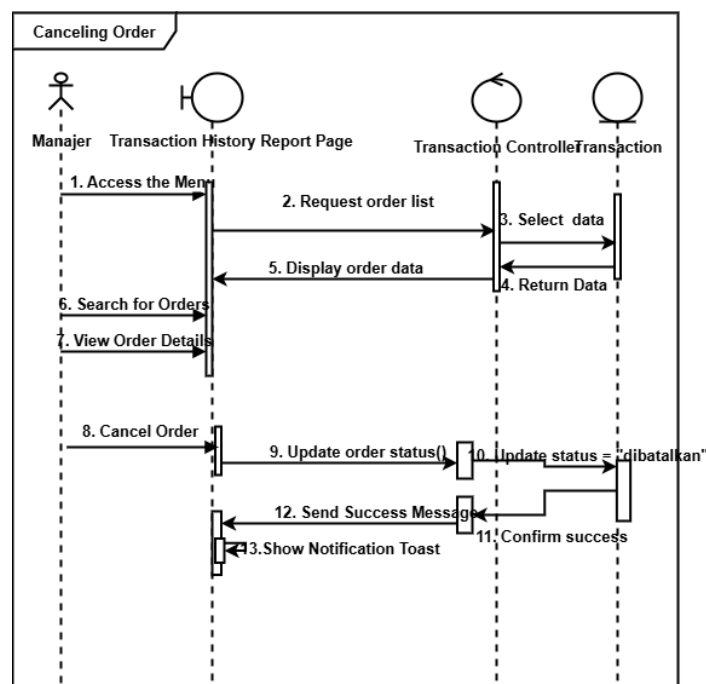 Canceling Order
Manajer
Transaction History Report Page
Transaction Controller
Transaction
1. Access the Menu
2. Request order list
3. Select data
4. Return Data
5. Display order data
6. Search for Orders
7. View Order Details
8. Cancel Order
9. Update order status()
10. Update status = "dibatalkan"
11. Confirm success
12. Send Success Message
13.Show Notification Toast